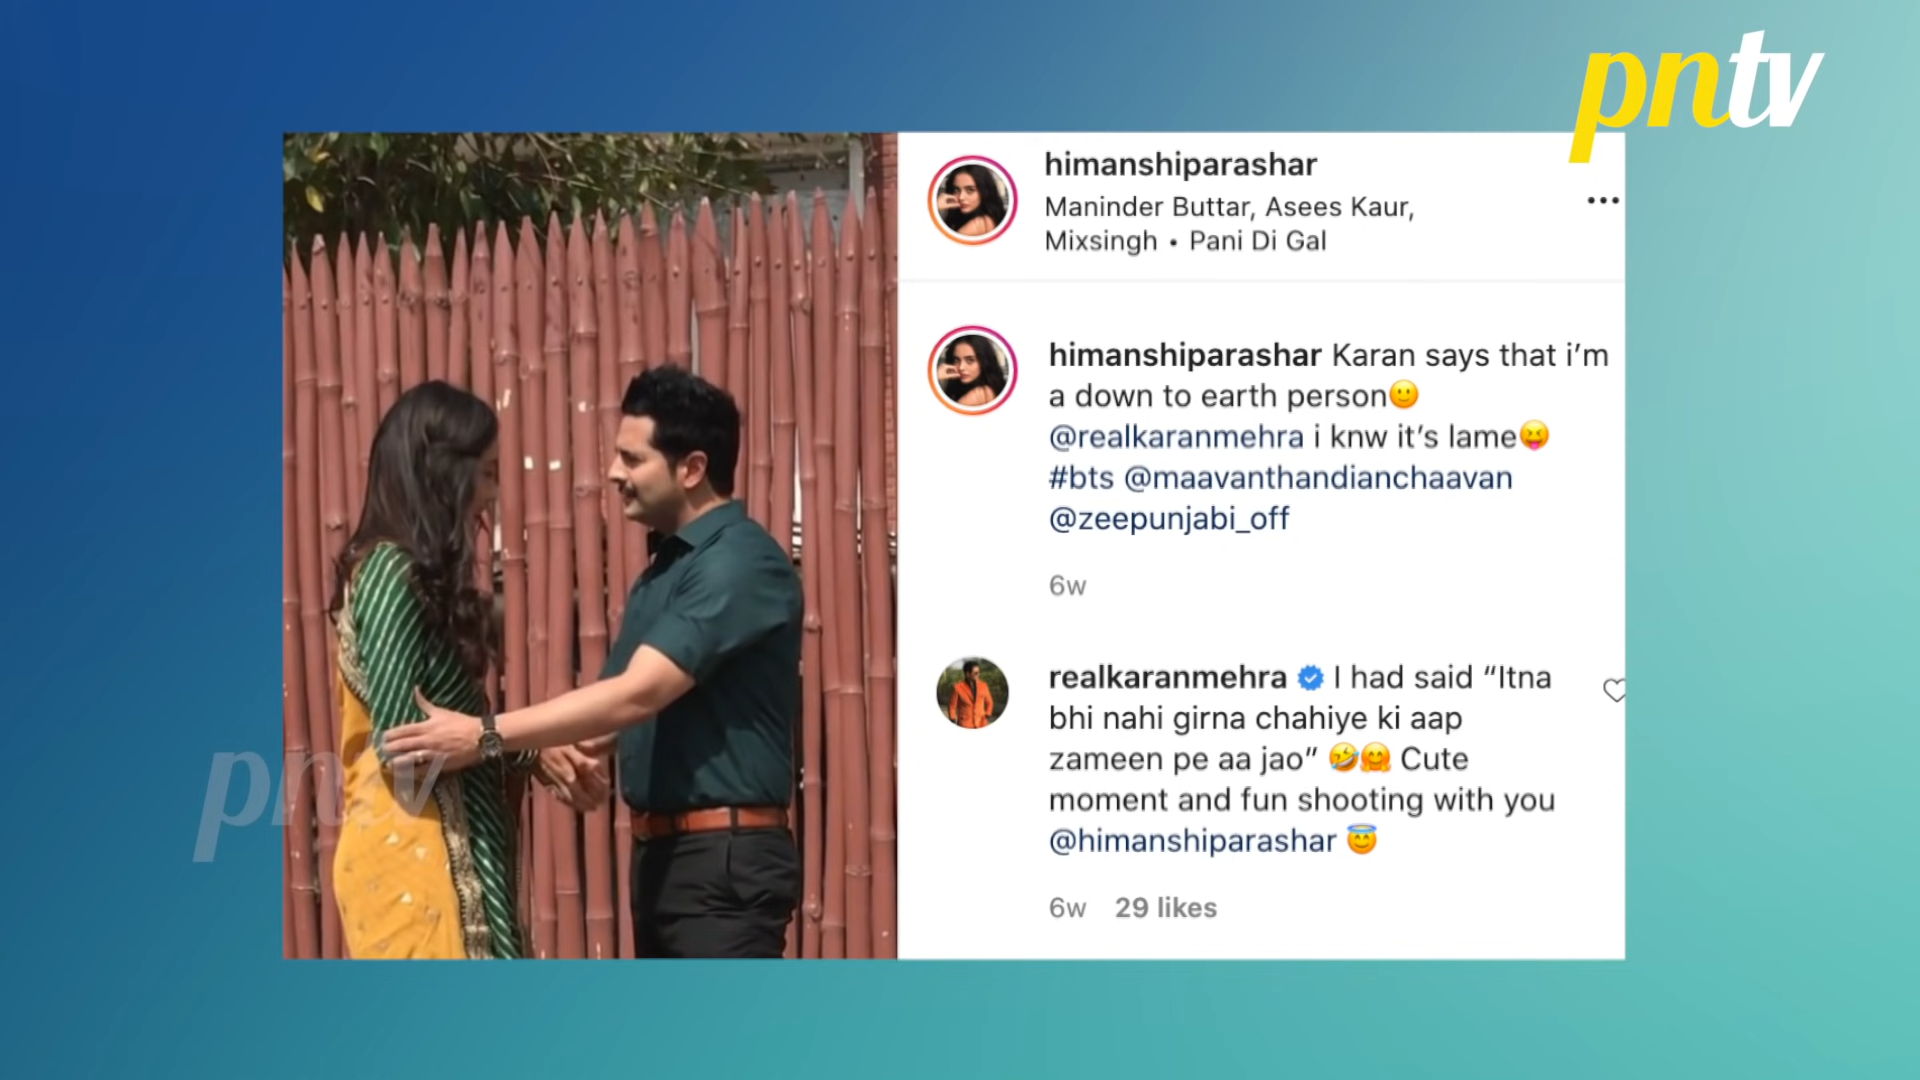 pntv
himanshiparashar
Maninder Buttar, Asees Kaur,
Mixsingh • Pani Di Gal
himanshiparashar Karan says that i’m
a down to earth person🙂
@realkaranmehra i knw it’s lame😝
#bts @maavanthandianchaavan
@zeepunjabi_off
6w
realkaranmehra I had said “Itna
bhi nahi girna chahiye ki aap
zameen pe aa jao” 🤣🤗 Cute
moment and fun shooting with you
@himanshiparashar 😇
6w 29 likes
pntv